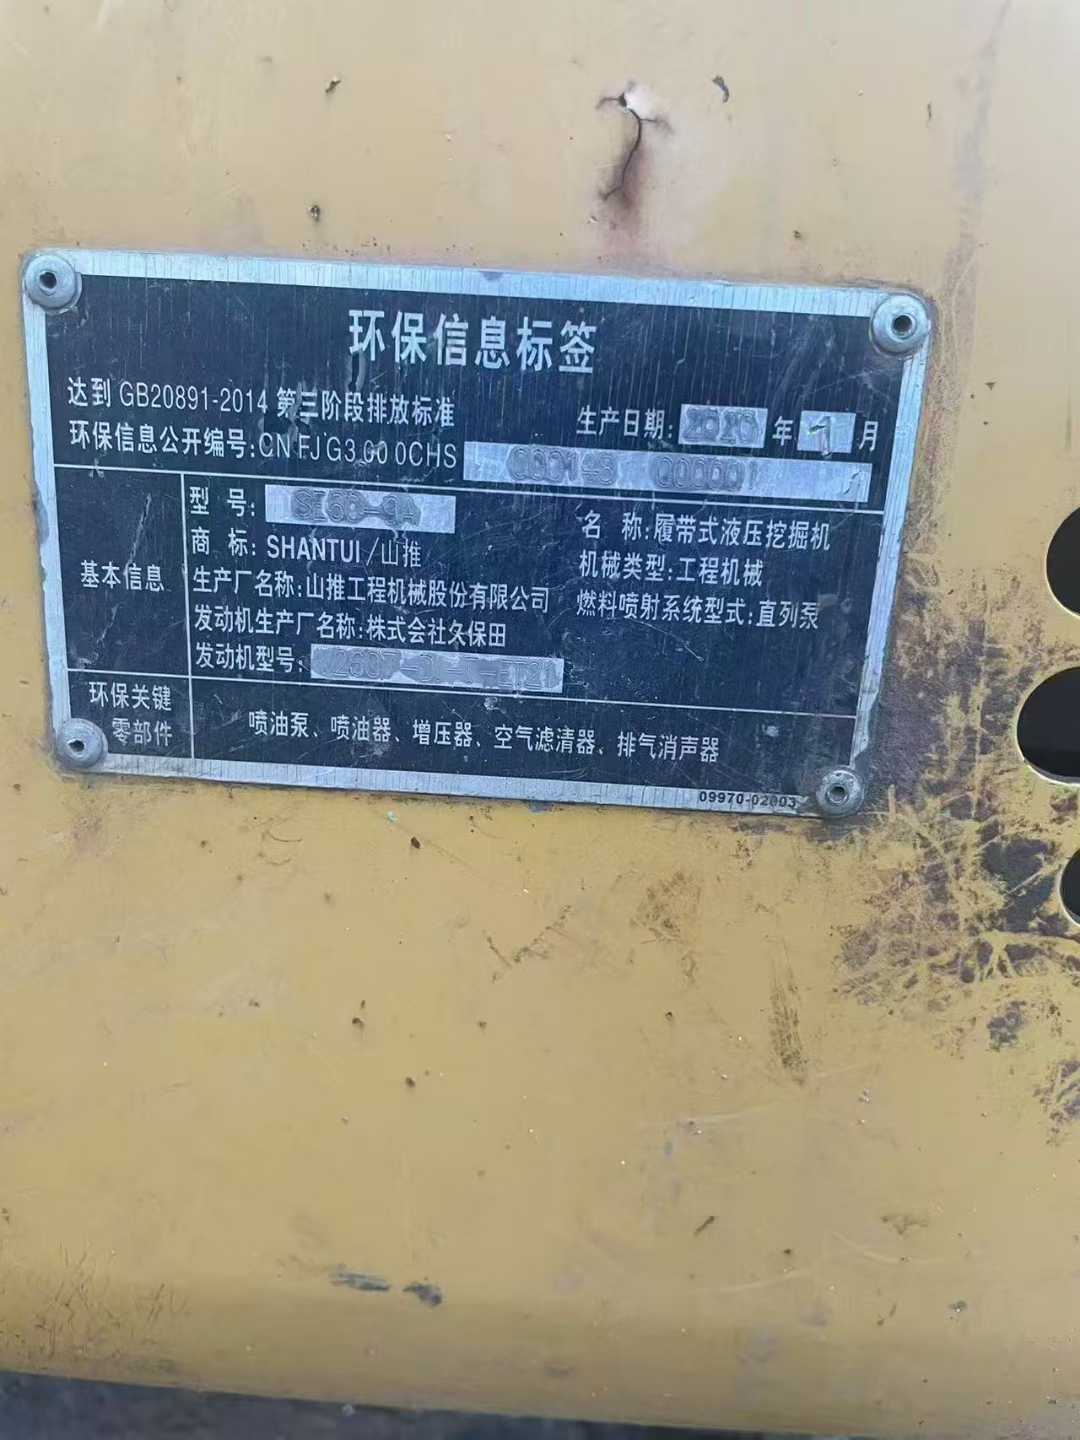 环保信息标签
达到 GB20891-2014 第三阶段排放标准
生产日期: 年 月
环保信息公开编号:CN FJ G3 00 0CHS
基本信息
型 号:
名 称:履带式液压挖掘机
商 标: SHANTUI/山推
机械类型:工程机械
生产厂名称:山推工程机械股份有限公司
燃料喷射系统型式:直列泵
发动机生产厂名称:株式会社久保田
发动机型号:
环保关键
零部件
喷油泵、喷油器、增压器、空气滤清器、排气消声器
09970-02003